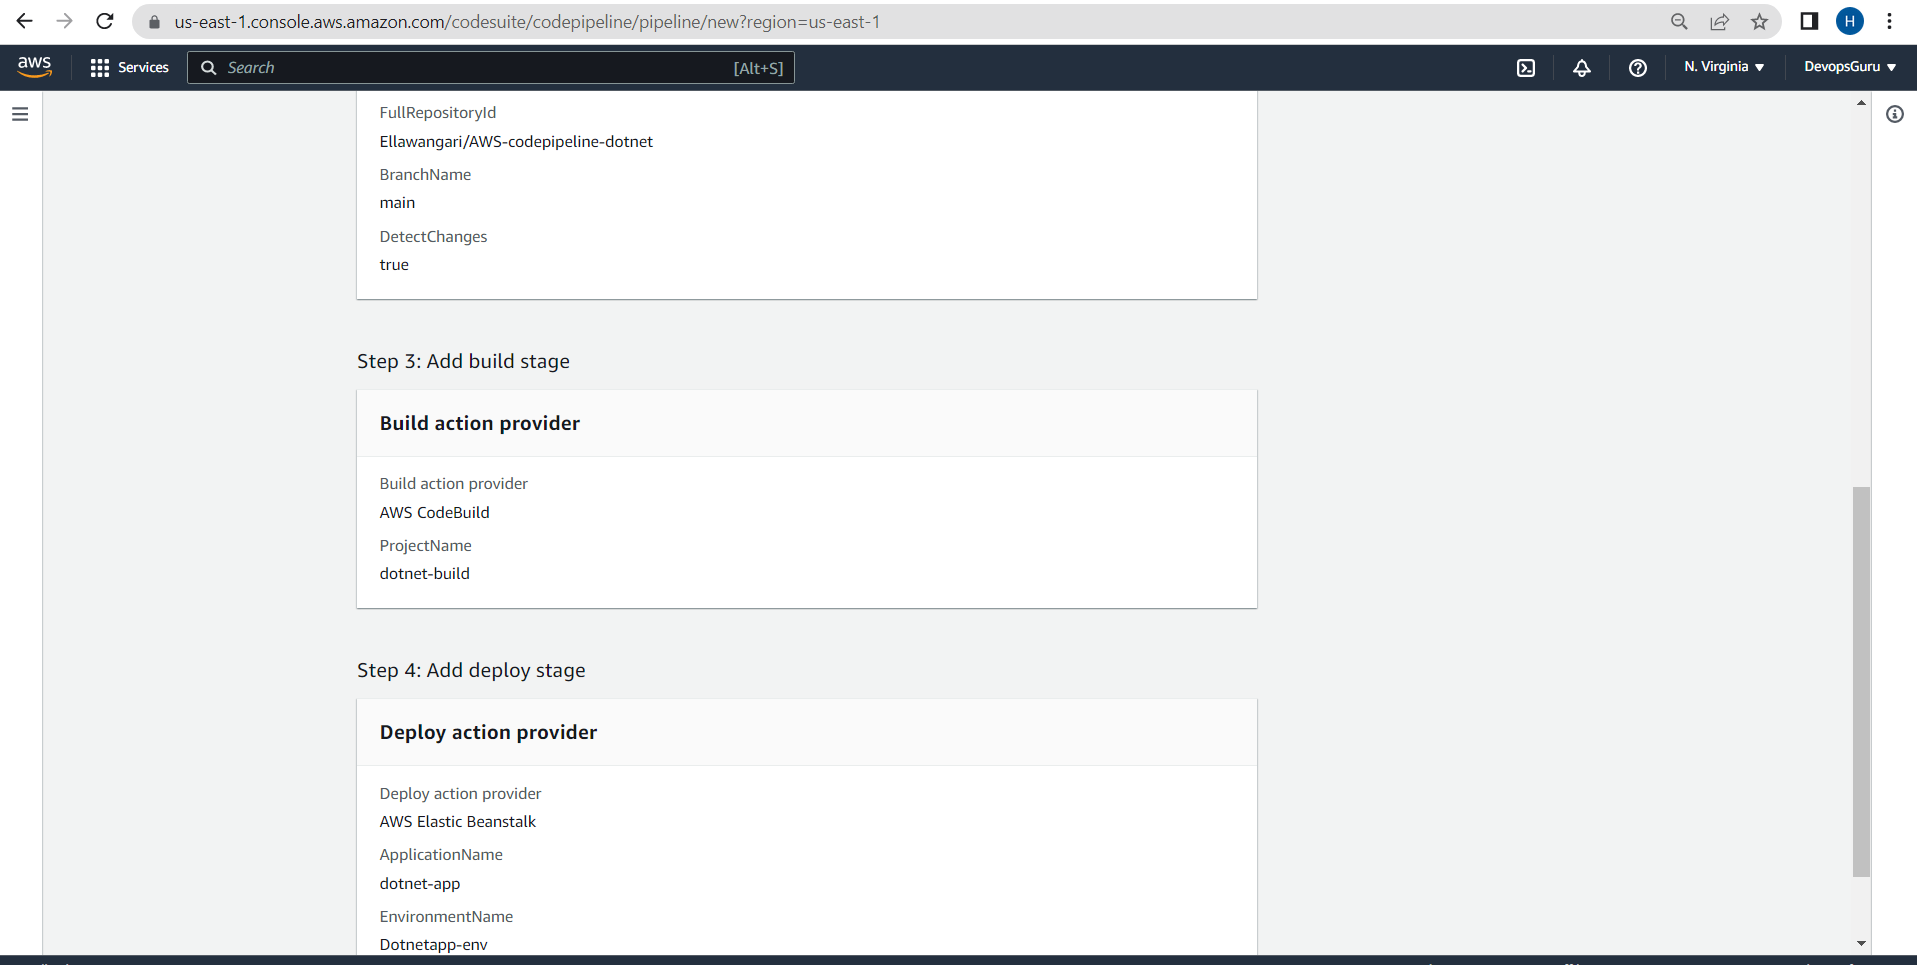 us-east-1.console.aws.amazon.com/codesuite/codepipeline/pipeline/new?region=us-east-1
H
aws
Services
Search
[Alt+S]
N. Virginia
DevopsGuru
FullRepositoryId
Ellawangari/AWS-codepipeline-dotnet
BranchName
main
DetectChanges
true
Step 3: Add build stage
Build action provider
Build action provider
AWS CodeBuild
ProjectName
dotnet-build
Step 4: Add deploy stage
Deploy action provider
Deploy action provider
AWS Elastic Beanstalk
ApplicationName
dotnet-app
EnvironmentName
Dotnetapp-env